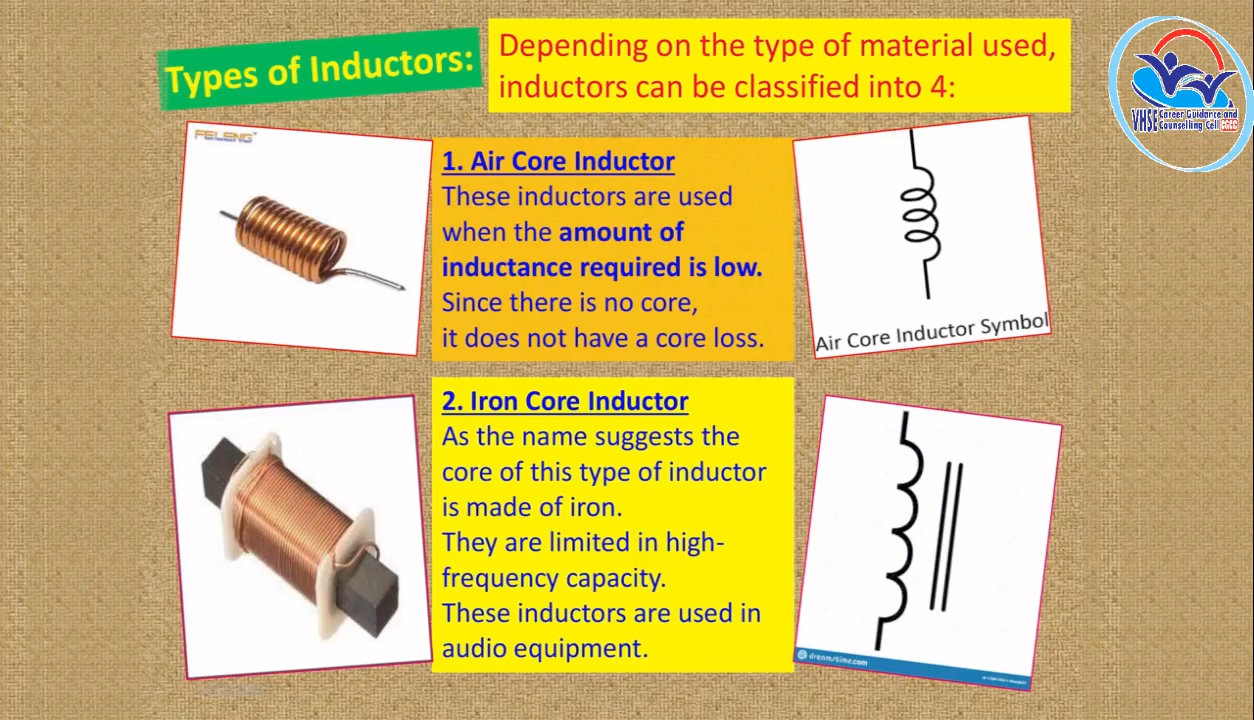 Types of Inductors:
Depending on the type of material used,
inductors can be classified into 4:
VHSE Career Guidance and
Counselling Cell CGCC
FELENG
1. Air Core Inductor
These inductors are used
when the amount of
inductance required is low.
Since there is no core,
it does not have a core loss.
Air Core Inductor Symbol
2. Iron Core Inductor
As the name suggests the
core of this type of inductor
is made of iron.
They are limited in high-
frequency capacity.
These inductors are used in
audio equipment.
dreamstime.com